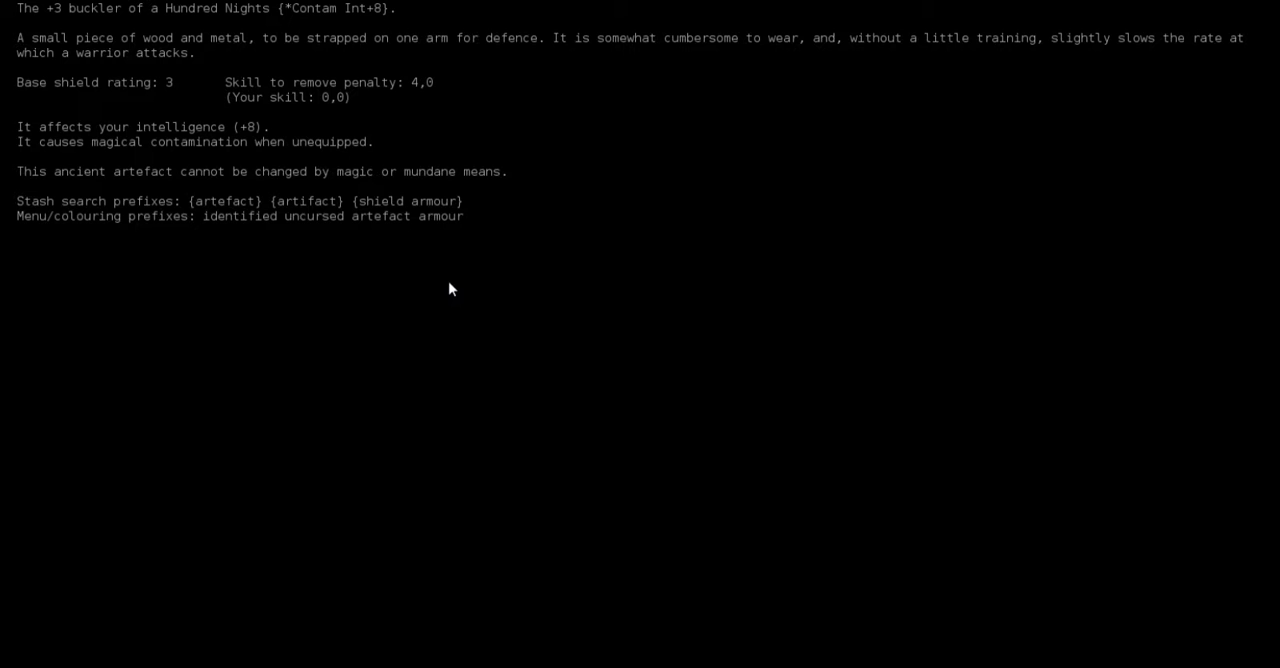 The +3 buckler of a Hundred Nights {*Contam Int+8}.
A small piece of wood and metal, to be strapped on one arm for defence. It is somewhat cumbersome to wear, and, without a little training, slightly slows the rate at
which a warrior attacks.
Base shield rating: 3 Skill to remove penalty: 4,0
(Your skill: 0,0)
It affects your intelligence (+8).
It causes magical contamination when unequipped.
This ancient artefact cannot be changed by magic or mundane means.
Stash search prefixes: {artefact} {artifact} {shield armour}
Menu/colouring prefixes: identified uncursed artefact armour